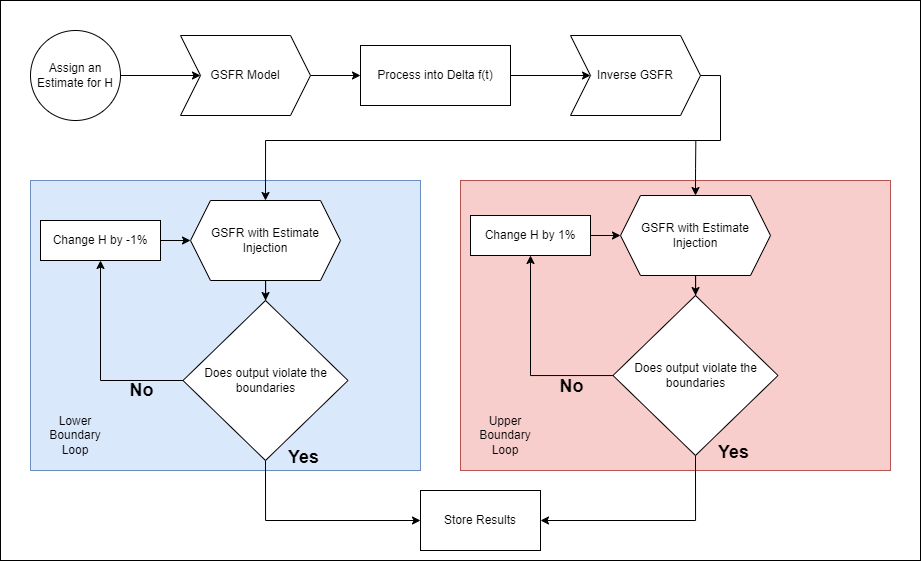 Assign an
Estimate for H
GSFR Model
Process into Delta f(t)
Inverse GSFR
Change H by -1%
GSFR with Estimate
Injection
Does output violate the
boundaries
No
Yes
Lower
Boundary
Loop
Change H by 1%
GSFR with Estimate
Injection
Does output violate the
boundaries
No
Yes
Upper
Boundary
Loop
Store Results